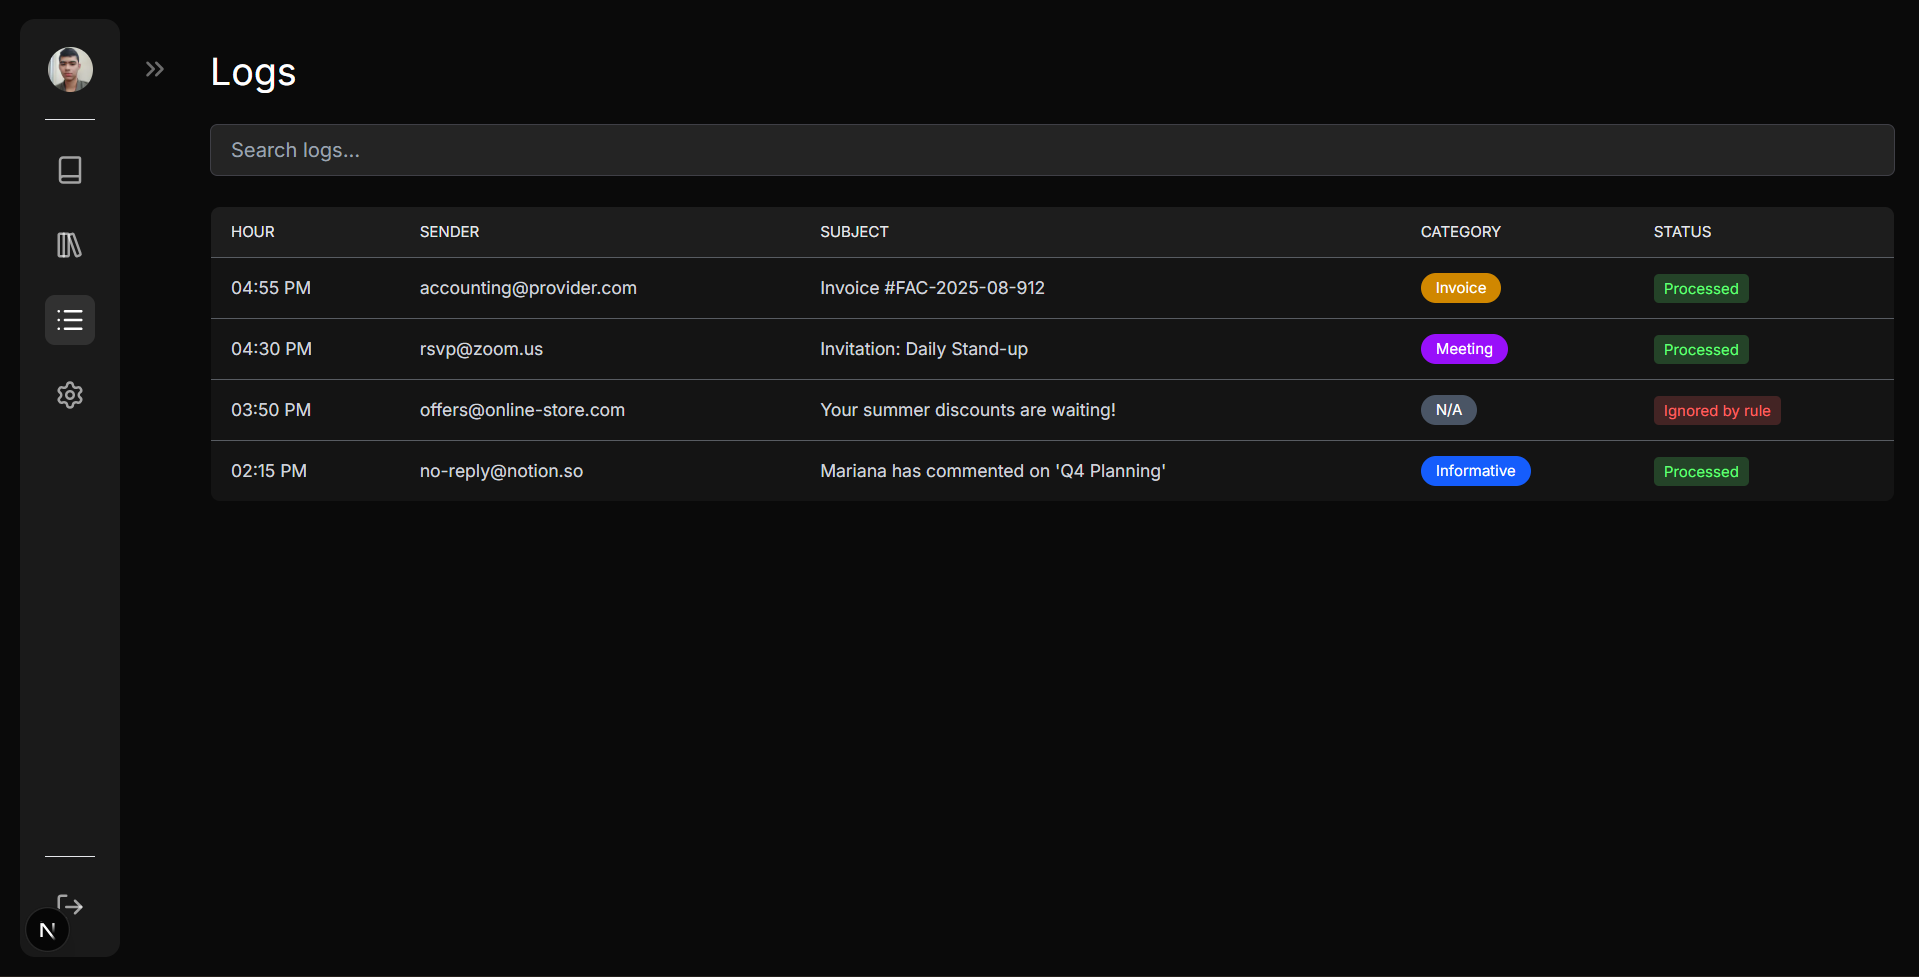 Logs
Search logs...
HOUR SENDER SUBJECT CATEGORY STATUS
04:55 PM accounting@provider.com Invoice #FAC-2025-08-912 Invoice Processed
04:30 PM rsvp@zoom.us Invitation: Daily Stand-up Meeting Processed
03:50 PM offers@online-store.com Your summer discounts are waiting! N/A Ignored by rule
02:15 PM no-reply@notion.so Mariana has commented on 'Q4 Planning' Informative Processed
N